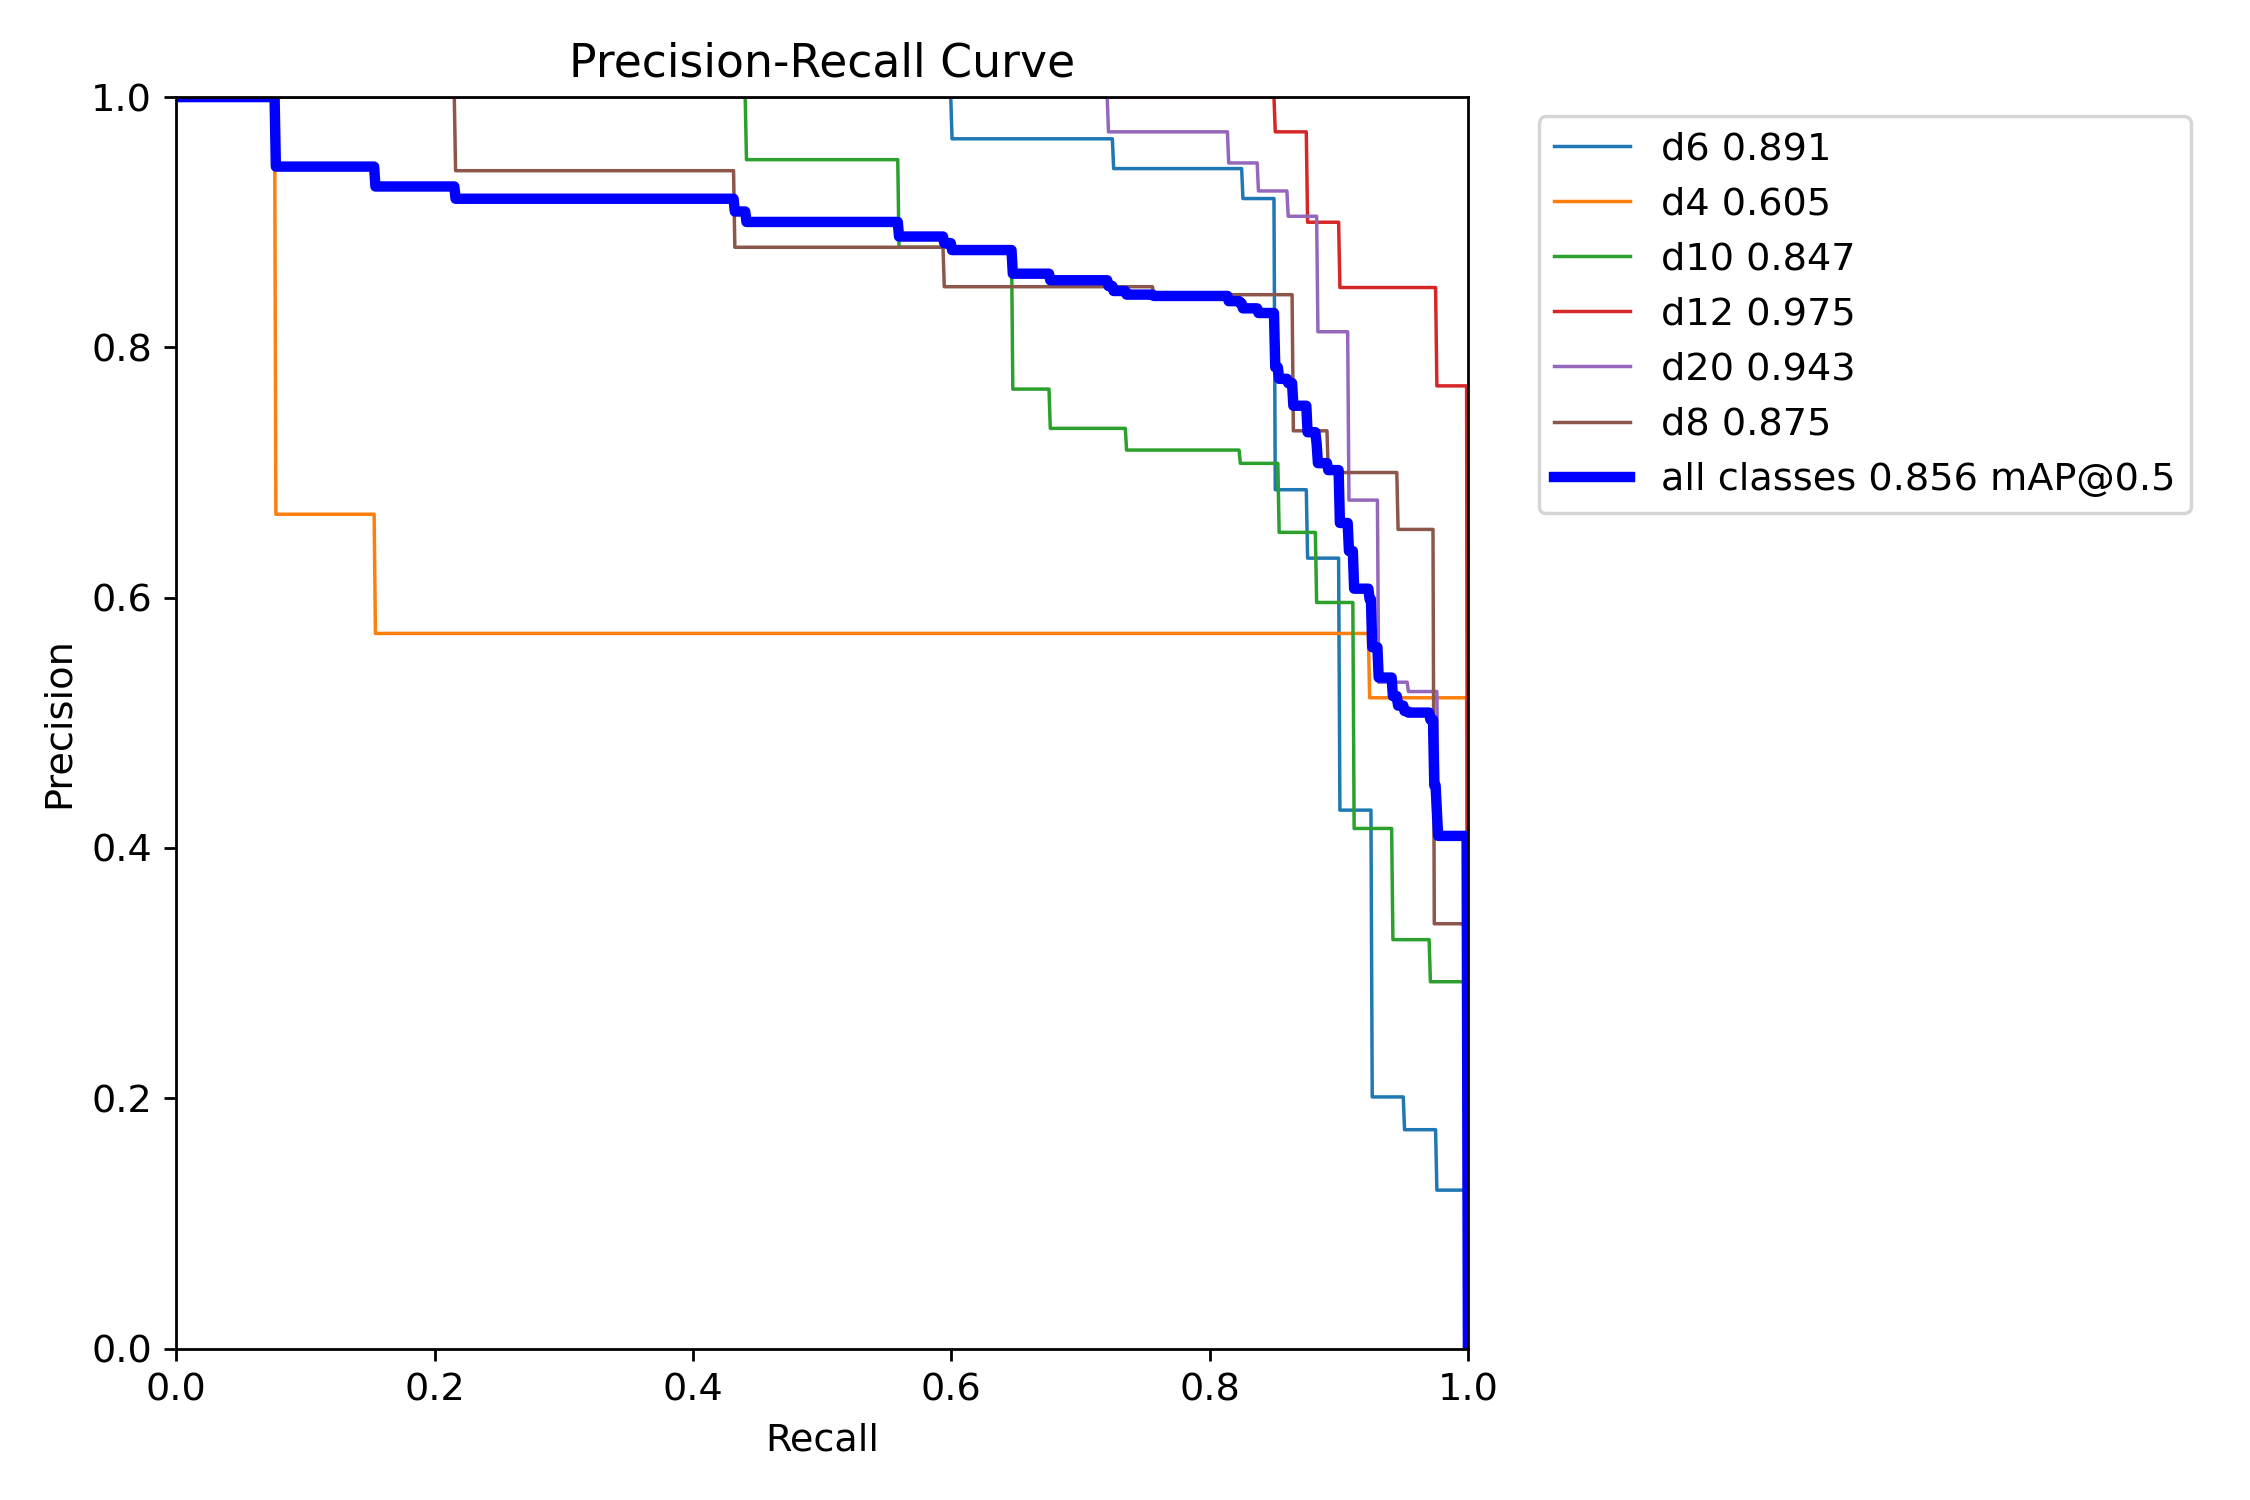 Precision-Recall Curve
1.0
0.8
0.6
0.4
0.2
0.0
Precision
0.0 0.2 0.4 0.6 0.8 1.0
Recall
d6 0.891
d4 0.605
d10 0.847
d12 0.975
d20 0.943
d8 0.875
all classes 0.856 mAP@0.5